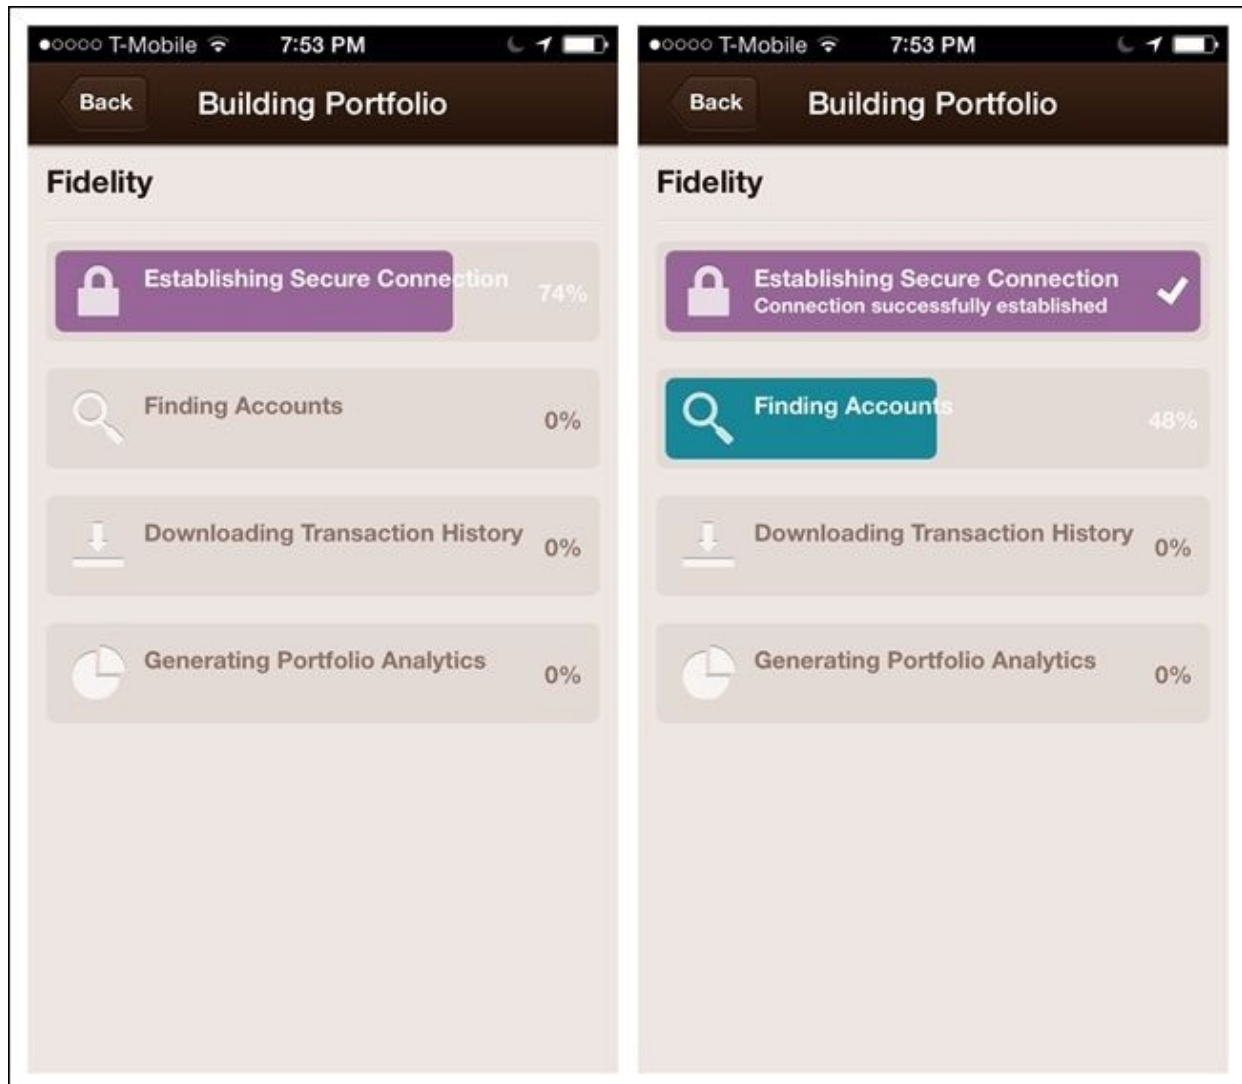 T-Mobile 7:53 PM
Back Building Portfolio
Fidelity
Establishing Secure Connection
74%
Finding Accounts
0%
Downloading Transaction History
0%
Generating Portfolio Analytics
0%
T-Mobile 7:53 PM
Back Building Portfolio
Fidelity
Establishing Secure Connection
Connection successfully established
Finding Accounts
48%
Downloading Transaction History
0%
Generating Portfolio Analytics
0%